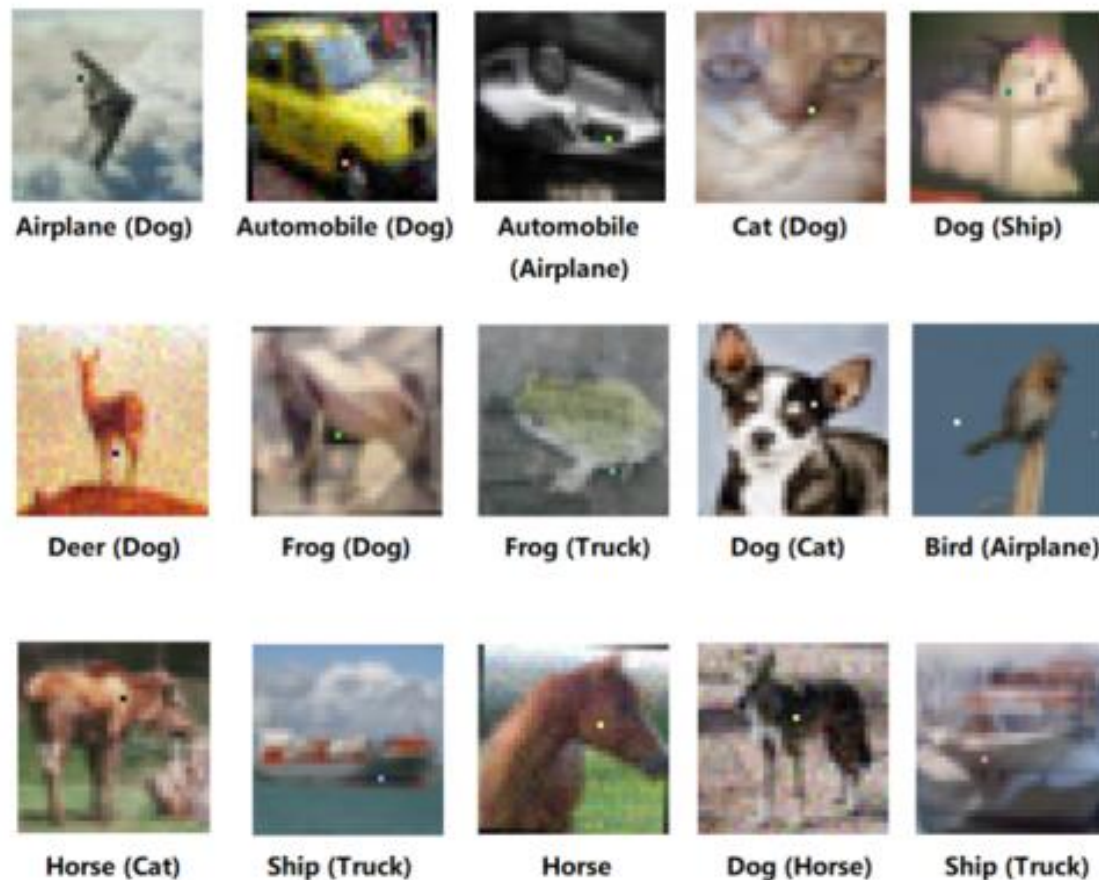 Airplane (Dog)
Automobile (Dog)
Automobile
(Airplane)
Cat (Dog)
Dog (Ship)
Deer (Dog)
Frog (Dog)
Frog (Truck)
Dog (Cat)
Bird (Airplane)
Horse (Cat)
Ship (Truck)
Horse
Dog (Horse)
Ship (Truck)